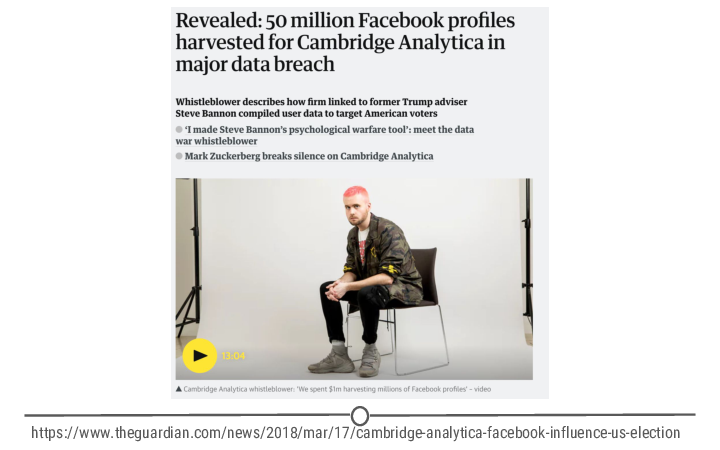 Revealed: 50 million Facebook profiles
harvested for Cambridge Analytica in
major data breach
Whistleblower describes how firm linked to former Trump adviser
Steve Bannon compiled user data to target American voters
‘I made Steve Bannon’s psychological warfare tool’: meet the data
war whistleblower
Mark Zuckerberg breaks silence on Cambridge Analytica
13:04
Cambridge Analytica whistleblower: ‘We spent $1m harvesting millions of Facebook profiles’ – video
https://www.theguardian.com/news/2018/mar/17/cambridge-analytica-facebook-influence-us-election